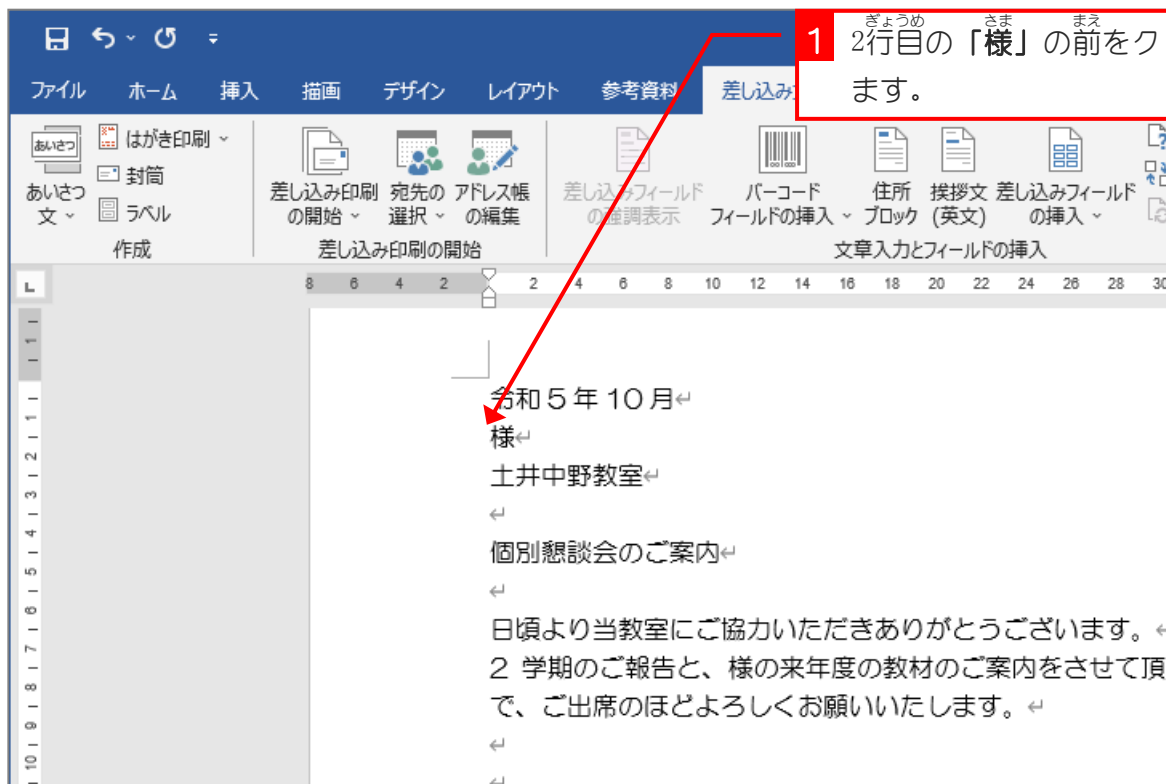 1 2行目の「様」の前をク
ぎょうめ さま まえ
ます。
ファイル ホーム 挿入 描画 デザイン レイアウト 参考資料 差し込み
あいさつ はがき印刷
封筒
ラベル
あいさつ文
差し込み印刷の開始 宛先の選択 アドレス帳の編集
差し込みフィールドの強調表示 バーコードフィールドの挿入 住所ブロック 挨拶文(英文) 差し込みフィールドの挿入
作成 差し込み印刷の開始 文章入力とフィールドの挿入
L 8 6 4 2 2 4 6 8 10 12 14 16 18 20 22 24 26 28 30
1 1 2 3 4 5 6 7 8 9 10
令和5年10月
様
土井中野教室
個別懇談会のご案内
日頃より当教室にご協力いただきありがとうございます。
2 学期のご報告と、様の来年度の教材のご案内をさせて頂
で、ご出席のほどよろしくお願いいたします。